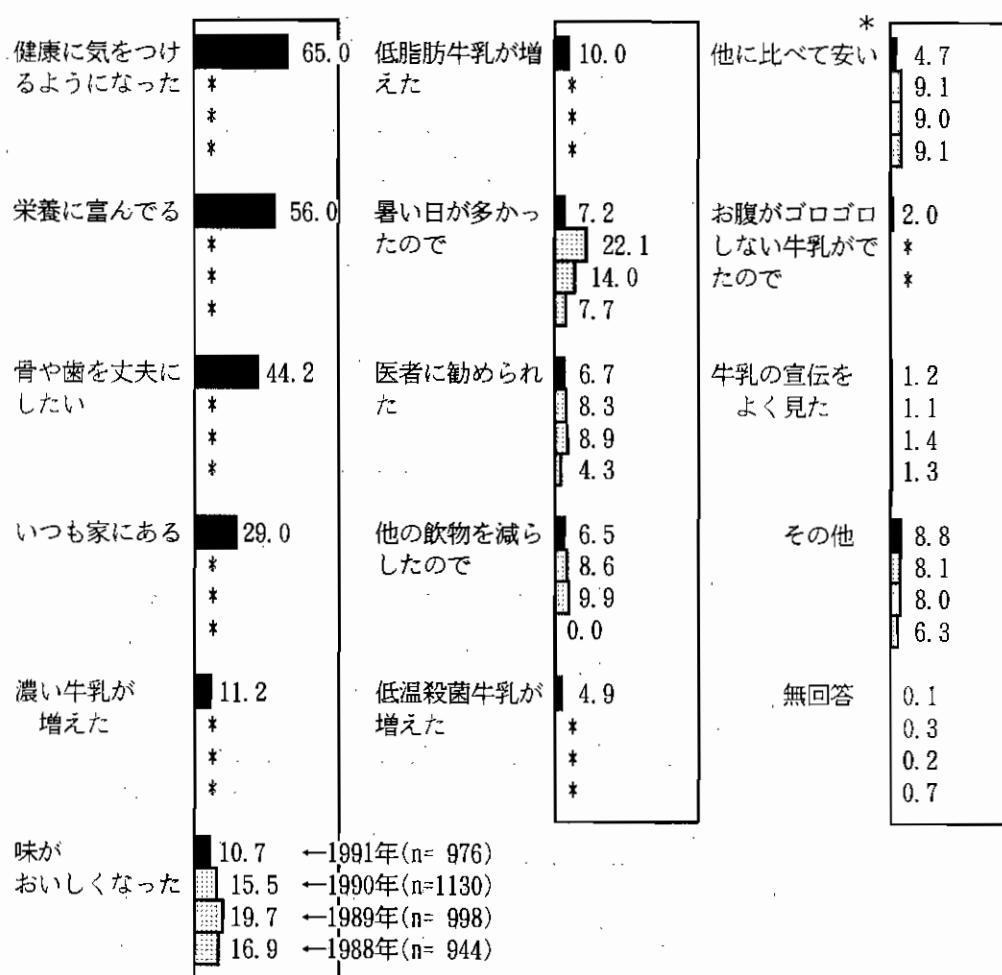 健康に気をつけ
るようになった
65.0
*
*
*
栄養に富んでる
56.0
*
*
*
骨や歯を丈夫に
したい
44.2
*
*
*
いつも家にある
29.0
*
*
*
濃い牛乳が
増えた
11.2
*
*
*
味が
おいしくなった
10.7 ←1991年(n= 976)
15.5 ←1990年(n=1130)
19.7 ←1989年(n= 998)
16.9 ←1988年(n= 944)
低脂肪牛乳が増
えた
10.0
*
*
*
暑い日が多かっ
たので
7.2
22.1
14.0
7.7
医者に勧められ
た
6.7
8.3
8.9
4.3
他の飲物を減ら
したので
6.5
8.6
9.9
0.0
低温殺菌牛乳が
増えた
4.9
*
*
*
*
他に比べて安い
4.7
9.1
9.0
9.1
お腹がゴロゴロ
しない牛乳がで
たので
2.0
*
*
牛乳の宣伝を
よく見た
1.2
1.1
1.4
1.3
その他
8.8
8.1
8.0
6.3
無回答
0.1
0.3
0.2
0.7